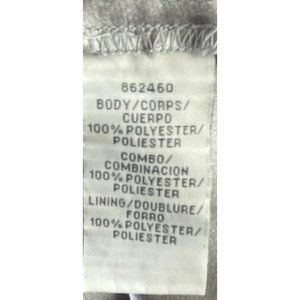 862460
BODY/CORPS/
CUERPO
100% POLYESTER/
POLIESTER
COMBO/
COMBINACION
100% POLYESTER/
POLIESTER
LINING/DOUBLURE/
FORRO
100% POLYESTER/
POLIESTER